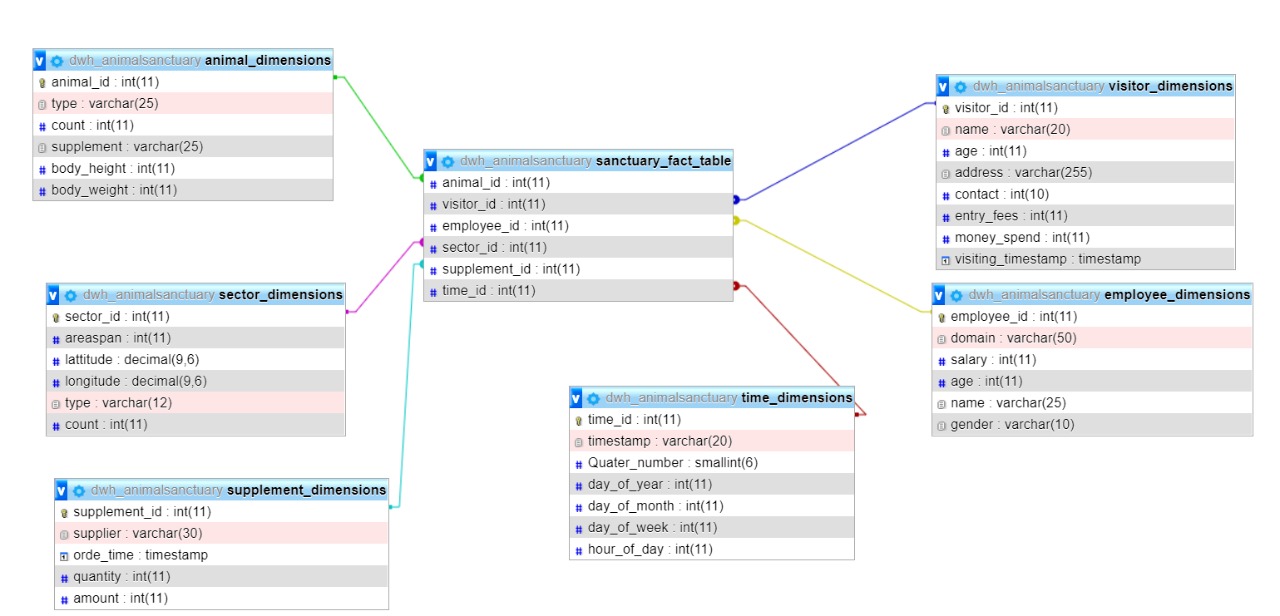 dwh_animalsanctuary animal_dimensions
animal_id : int(11)
type : varchar(25)
count : int(11)
supplement : varchar(25)
body_height : int(11)
body_weight : int(11)
dwh_animalsanctuary sector_dimensions
sector_id : int(11)
areaspan : int(11)
lattitude : decimal(9,6)
longitude : decimal(9,6)
type : varchar(12)
count : int(11)
dwh_animalsanctuary supplement_dimensions
supplement_id : int(11)
supplier : varchar(30)
orde_time : timestamp
quantity : int(11)
amount : int(11)
dwh_animalsanctuary sanctuary_fact_table
animal_id : int(11)
visitor_id : int(11)
employee_id : int(11)
sector_id : int(11)
supplement_id : int(11)
time_id : int(11)
dwh_animalsanctuary time_dimensions
time_id : int(11)
timestamp : varchar(20)
Quater_number : smallint(6)
day_of_year : int(11)
day_of_month : int(11)
day_of_week : int(11)
hour_of_day : int(11)
dwh_animalsanctuary visitor_dimensions
visitor_id : int(11)
name : varchar(20)
age : int(11)
address : varchar(255)
contact : int(10)
entry_fees : int(11)
money_spend : int(11)
visiting_timestamp : timestamp
dwh_animalsanctuary employee_dimensions
employee_id : int(11)
domain : varchar(50)
salary : int(11)
age : int(11)
name : varchar(25)
gender : varchar(10)